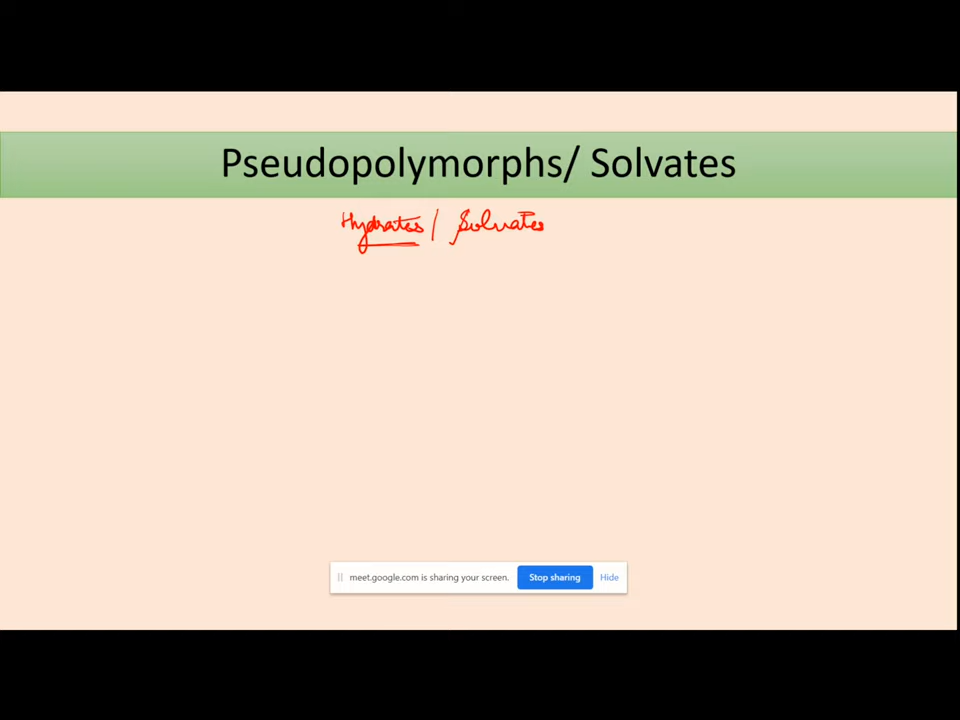 Pseudopolymorphs/ Solvates
Hydrates / Solvates
meet.google.com is sharing your screen. Stop sharing Hide